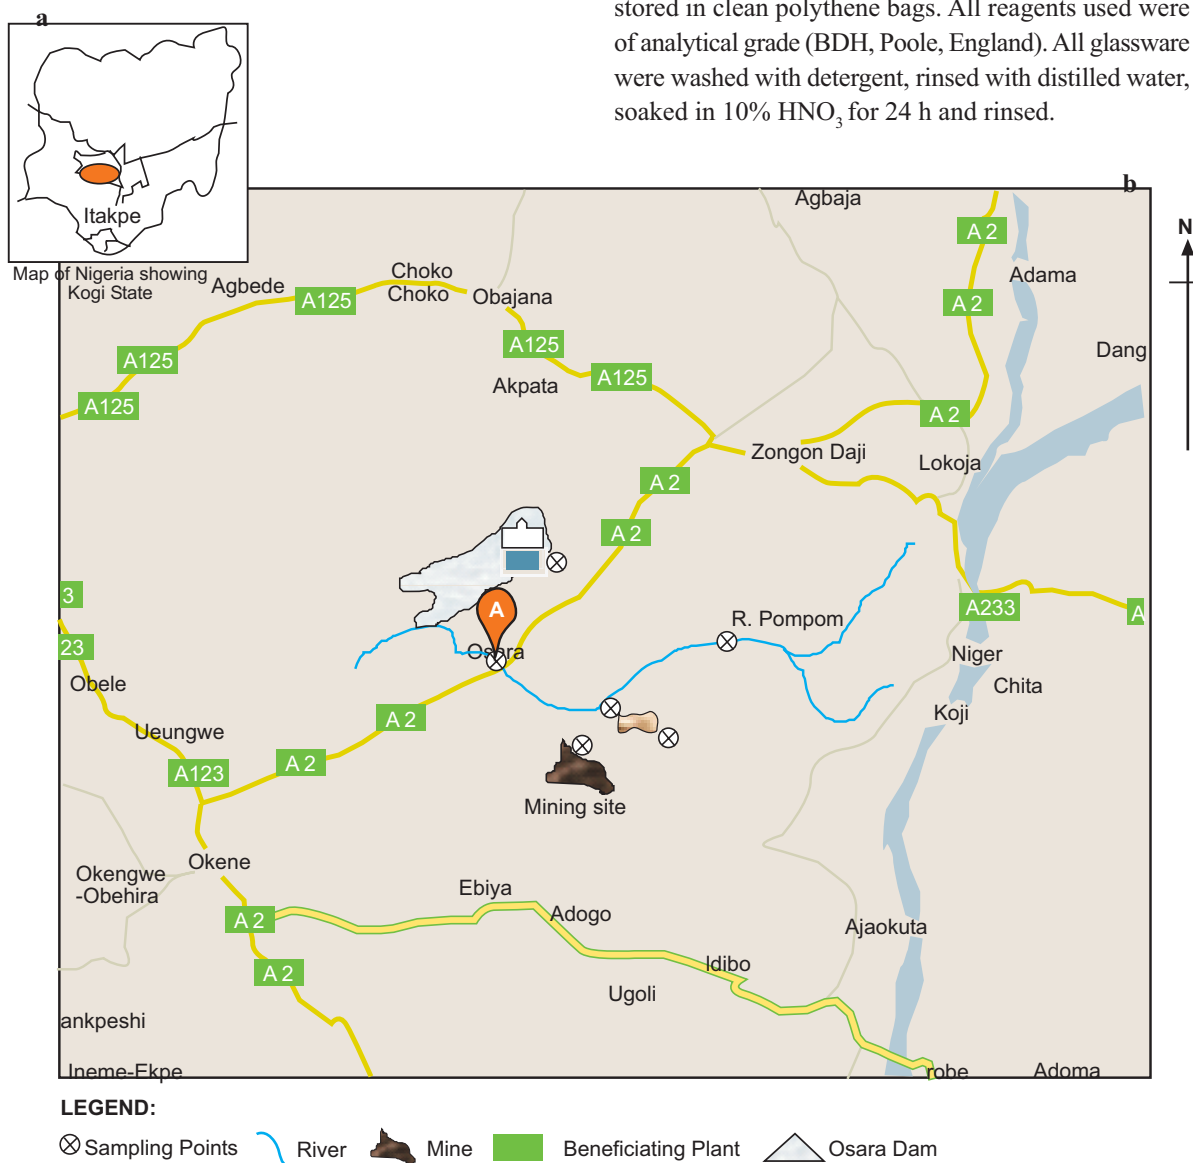 stored in clean polythene bags. All reagents used were
of analytical grade (BDH, Poole, England). All glassware
were washed with detergent, rinsed with distilled water,
soaked in 10% HNO3 for 24 h and rinsed.
a
Itakpe
Map of Nigeria showing
Kogi State
b
N
Agbaja
A 2
Adama
Choko
Choko
Agbede
A125
Obajana
A 2
A125
A125
Dang
Akpata
A125
A125
A 2
Zongon Daji
Lokoja
A 2
A 2
3
A
A233
A
R. Pompom
23
Osara
Niger
Obele
Chita
Koji
A 2
Ueungwe
A 2
A123
Mining site
Okene
Okengwe
-Obehira
Ebiya
Adogo
A 2
Ajaokuta
Idibo
A 2
Ugoli
ankpeshi
Ineme-Ekpe
robe
Adoma
LEGEND:
Sampling Points
River
Mine
Beneficiating Plant
Osara Dam